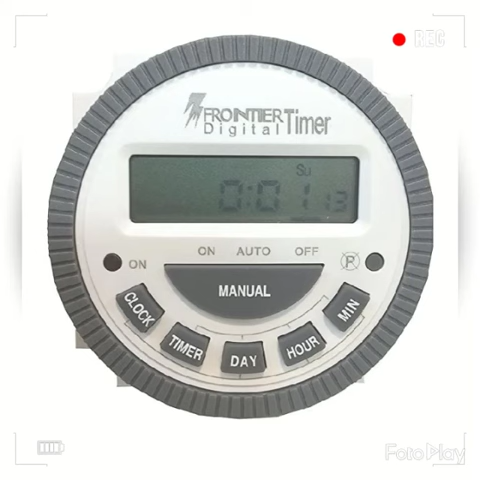 REC
FRONTIER Timer
Digital
Su
0:01 13
ON AUTO OFF
ON
P
MANUAL
CLOCK
TIMER
DAY
HOUR
MIN
FotoPlay